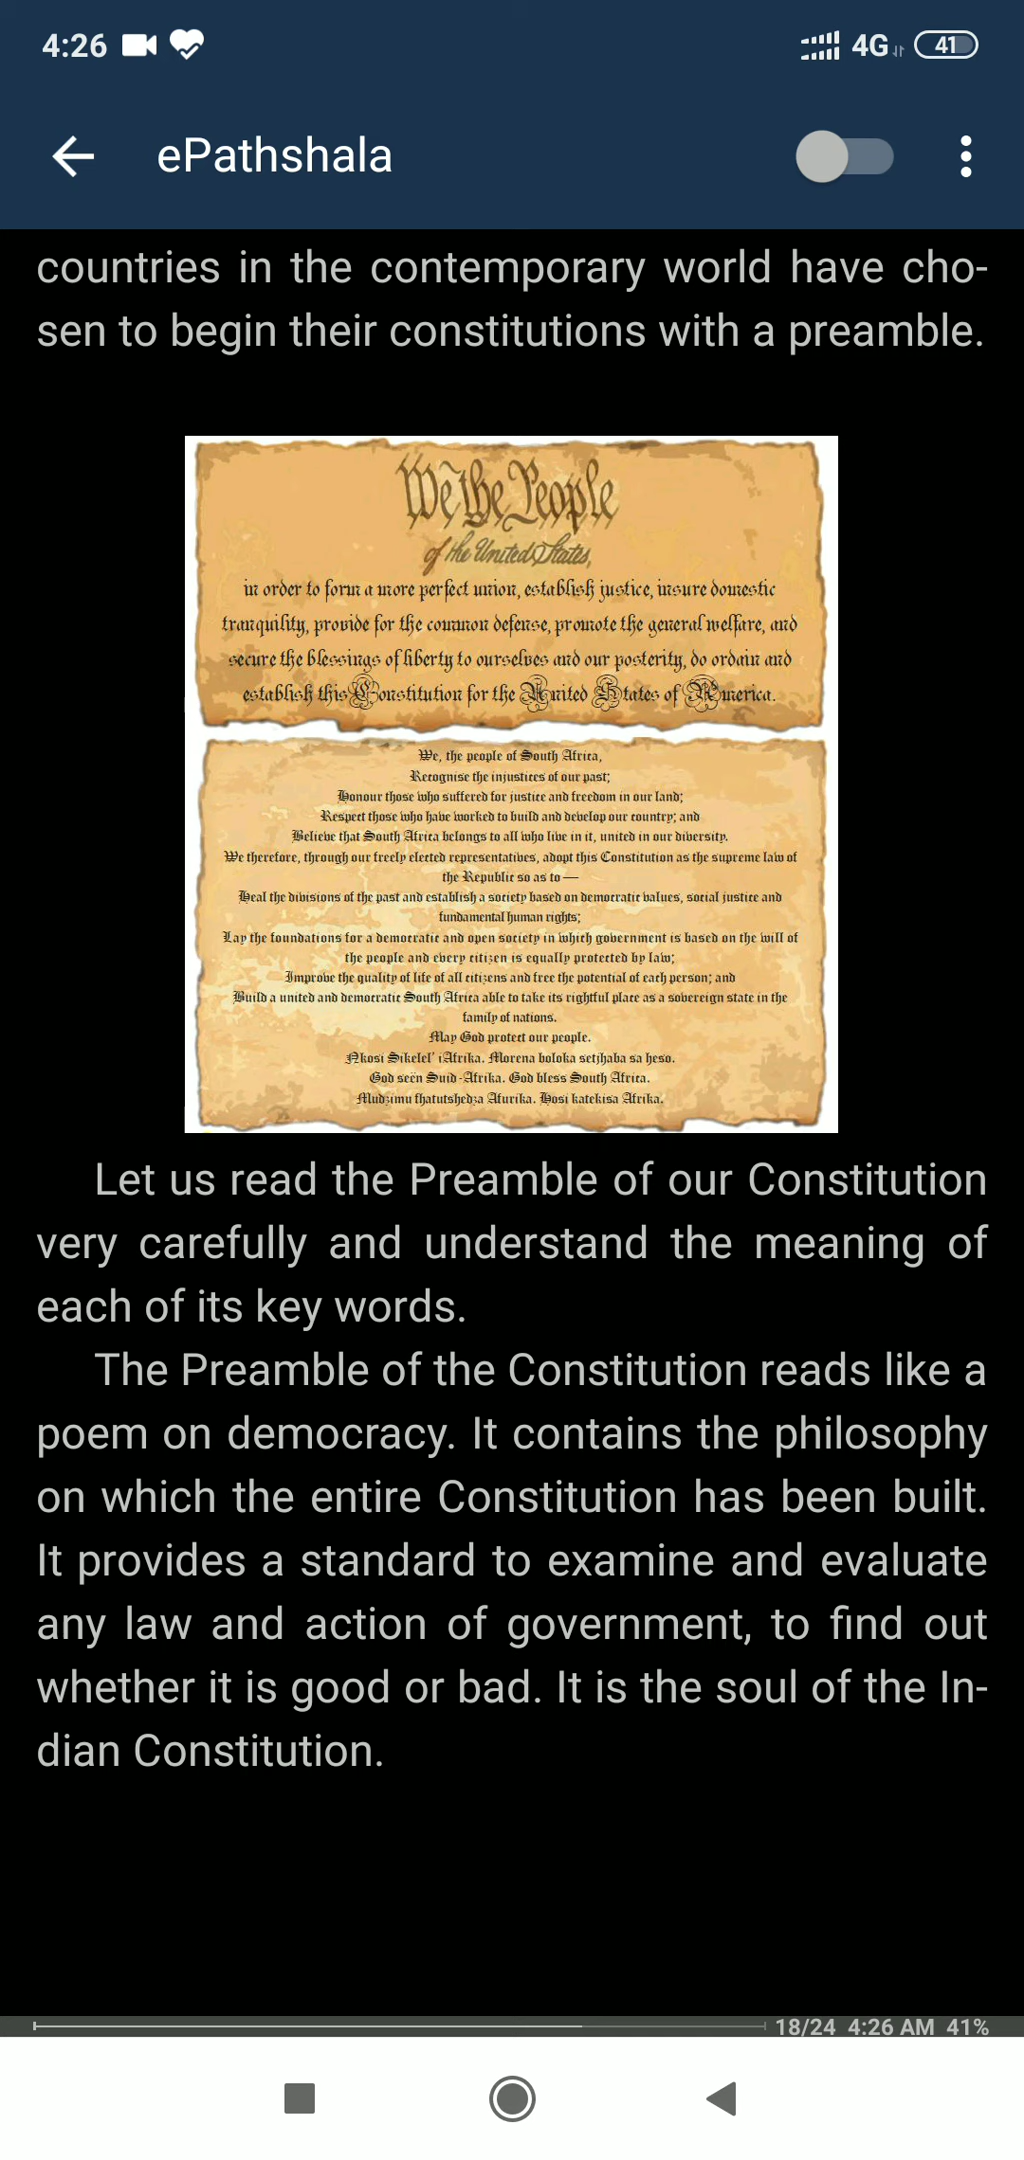 4:26
4G
41
ePathshala
countries in the contemporary world have cho-
sen to begin their constitutions with a preamble.
We the People
of the United States,
in order to form a more perfect union, establish justice, insure domestic
tranquility, provide for the common defense, promote the general welfare, and
secure the blessings of liberty to ourselves and our posterity, do ordain and
establish this Constitution for the United States of America.
We, the people of South Africa,
Recognise the injustices of our past;
Honour those who suffered for justice and freedom in our land;
Respect those who have worked to build and develop our country; and
Believe that South Africa belongs to all who live in it, united in our diversity.
We therefore, through our freely elected representatives, adopt this Constitution as the supreme law of
the Republic so as to —
Heal the divisions of the past and establish a society based on democratic values, social justice and
fundamental human rights;
Lay the foundations for a democratic and open society in which government is based on the will of
the people and every citizen is equally protected by law;
Improve the quality of life of all citizens and free the potential of each person; and
Build a united and democratic South Africa able to take its rightful place as a sovereign state in the
family of nations.
May God protect our people.
Nkosi Sikelel' iAfrika. Morena boloka setjhaba sa heso.
God seën Suid-Afrika. God bless South Africa.
Mudzimu fhatutshedza Afurika. Hosi katekisa Afrika.
Let us read the Preamble of our Constitution
very carefully and understand the meaning of
each of its key words.
The Preamble of the Constitution reads like a
poem on democracy. It contains the philosophy
on which the entire Constitution has been built.
It provides a standard to examine and evaluate
any law and action of government, to find out
whether it is good or bad. It is the soul of the In-
dian Constitution.
18/24 4:26 AM 41%